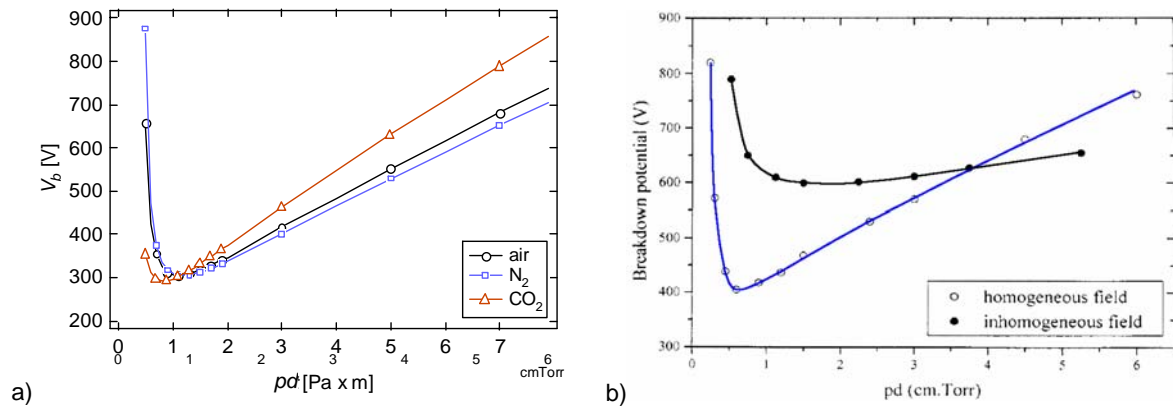 900
800
700
600
500
400
300
200
V_b [V]
air
N₂
CO₂
0 1 2 3 4 5 6 7
0 1 2 3 4 5 6
cmTorr
pd [Pa x m]
a)
900
800
700
600
500
400
300
Breakdown potential (V)
homogeneous field
inhomogeneous field
0 1 2 3 4 5 6
pd (cm.Torr)
b)